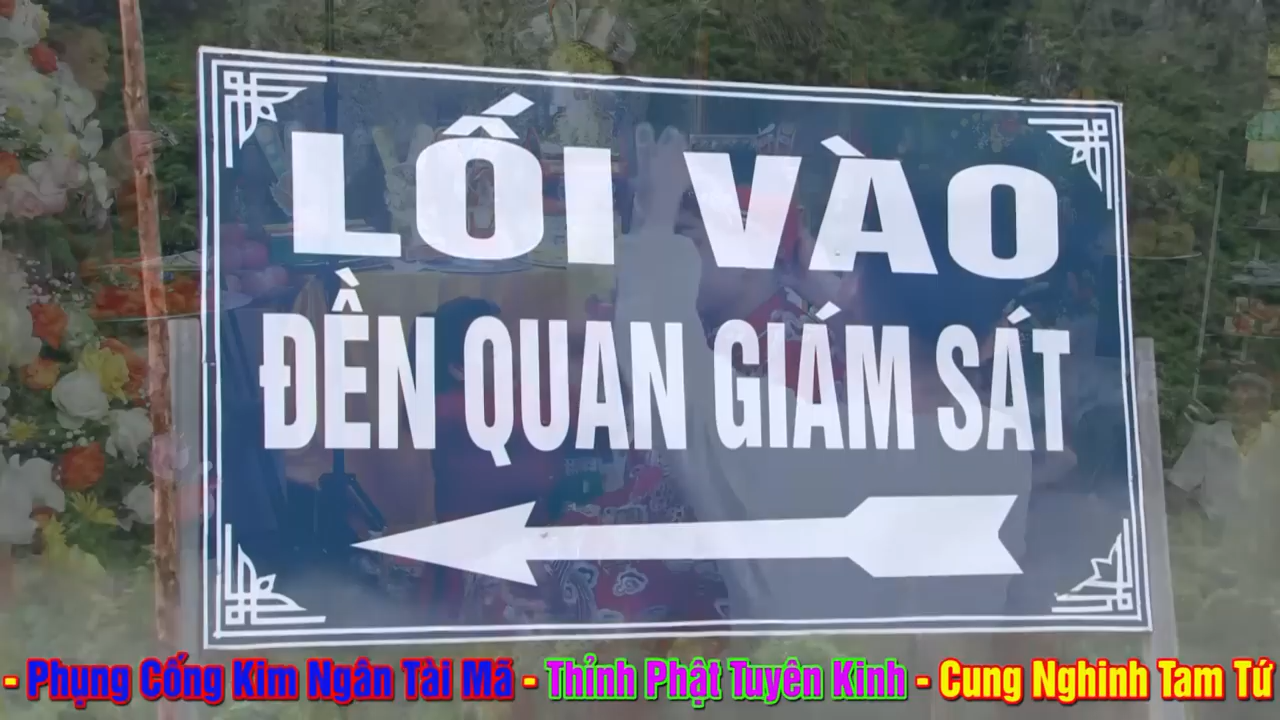 LỐI VÀO
ĐỀN QUAN GIÁM SÁT
- Phụng Cống Kim Ngân Tài Mã - Thỉnh Phật Tuyên Kinh - Cung Nghinh Tam Tứ